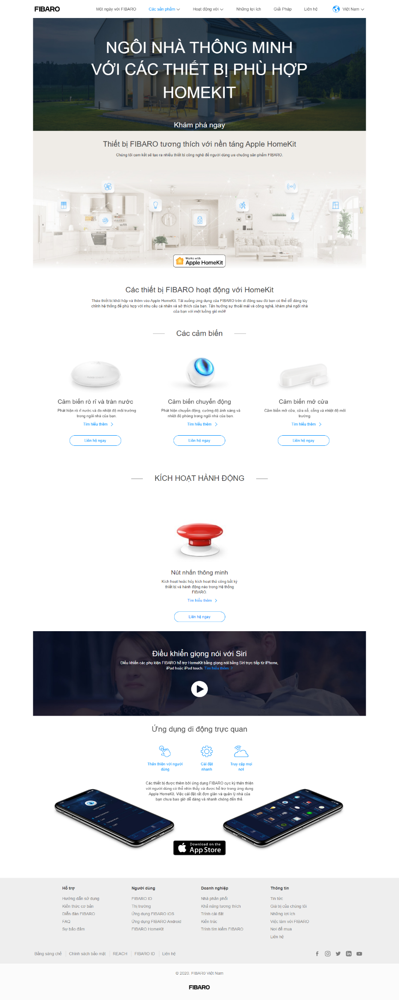 FIBARO
Một ngày với FIBARO
Các sản phẩm
Hoạt động với
Những lợi ích
Giải Pháp
Liên hệ
Việt Nam
NGÔI NHÀ THÔNG MINH
VỚI CÁC THIẾT BỊ PHÙ HỢP
HOMEKIT
Khám phá ngay
Thiết bị FIBARO tương thích với nền tảng Apple HomeKit
Chúng tôi cam kết sẽ tạo ra nhiều thiết bị công nghệ để người dùng ưa chuộng sản phẩm FIBARO.
Works with
Apple HomeKit
Các thiết bị FIBARO hoạt động với HomeKit
Tháo thiết bị khỏi hộp và thêm vào Apple HomeKit. Tải xuống ứng dụng của FIBARO trên di động sau đó bạn có thể dễ dàng tùy
chỉnh hệ thống để phù hợp với nhu cầu cá nhân và sở thích của bạn. Tận hưởng sự thoải mái và công nghệ, khám phá ngôi nhà
của bạn với một luồng gió mới!
Các cảm biến
Cảm biến rò rỉ và tràn nước
Phát hiện rò rỉ nước và đo nhiệt độ môi trường
trong ngôi nhà của bạn.
Tìm hiểu thêm
Liên hệ ngay
Cảm biến chuyển động
Phát hiện chuyển động, cường độ ánh sáng và
nhiệt độ phòng trong ngôi nhà của bạn.
Tìm hiểu thêm
Liên hệ ngay
Cảm biến mở cửa
Cảm biến mở cửa, cửa sổ, cổng và nhiệt độ môi
trường.
Tìm hiểu thêm
Liên hệ ngay
KÍCH HOẠT HÀNH ĐỘNG
Nút nhấn thông minh
Kích hoạt hoặc hủy kích hoạt thủ công bất kỳ
thiết bị và hành động nào trong Hệ thống
FIBARO.
Tìm hiểu thêm
Liên hệ ngay
Điều khiển giọng nói với Siri
Điều khiển các phụ kiện FIBARO hỗ trợ HomeKit bằng giọng nói bằng Siri trực tiếp từ iPhone,
iPad hoặc iPod touch. Tìm hiểu thêm
Ứng dụng di động trực quan
Thân thiện với người
dùng
Cài đặt
nhanh
Truy cập mọi
nơi
Các thiết bị được thêm bởi ứng dụng FIBARO cực kỳ thân thiện
với người dùng có thể nhìn thấy và được hỗ trợ trong ứng dụng
Apple HomeKit. Việc cài đặt rất đơn giản và quản lý nhà của
bạn chưa bao giờ dễ dàng và nhanh chóng đến thế.
Motion Sensor
Temperature
Light
Download on the
App Store
Hỗ trợ
Hướng dẫn sử dụng
Kiến thức cơ bản
Diễn đàn FIBARO
FAQ
Sự bảo đảm
Người dùng
FIBARO ID
Thị trường
Ứng dụng FIBARO iOS
Ứng dụng FIBARO Android
FIBARO HomeKit
Doanh nghiệp
Nhà phân phối
Khả năng tương thích
Trình cài đặt
Kiến trúc
Trình tìm kiếm FIBARO
Thông tin
Tin tức
Giá trị của chúng tôi
Những lợi ích
Việc làm với FIBARO
Nơi để mua
Liên hệ
Bằng sáng chế
Chính sách bảo mật
REACH
FIBARO ID
Liên hệ
© 2020. FIBAR0 Việt Nam
FIBARO